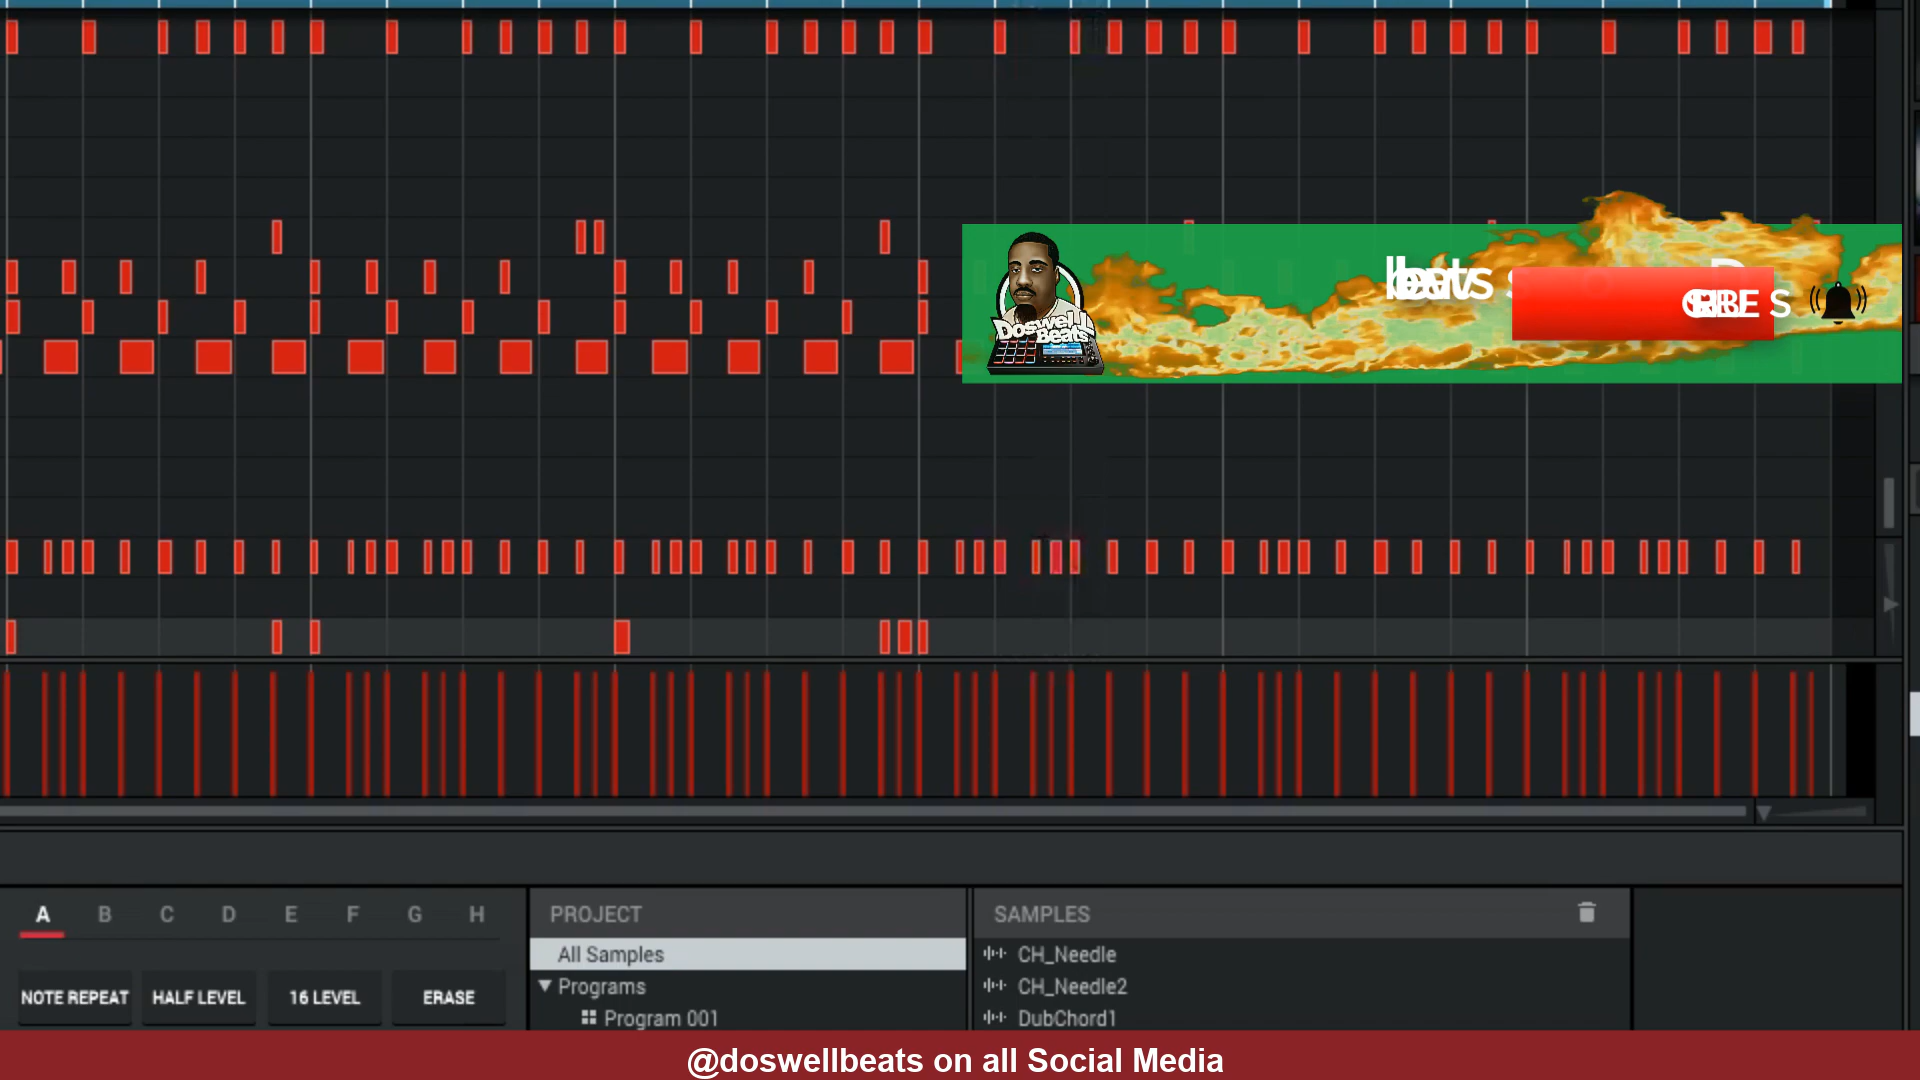 beats
Doswell
Beats
A B C D E F G H
NOTE REPEAT HALF LEVEL 16 LEVEL ERASE
PROJECT
All Samples
Programs
Program 001
SAMPLES
CH_Needle
CH_Needle2
DubChord1
@doswellbeats on all Social Media